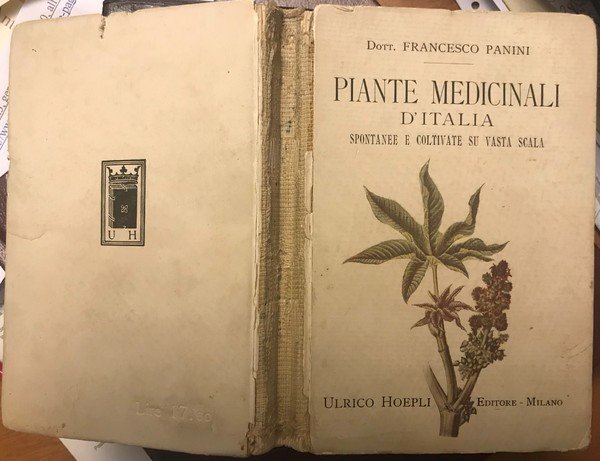 Dott. FRANCESCO PANINI
PIANTE MEDICINALI
D'ITALIA
SPONTANEE E COLTIVATE SU VASTA SCALA
ULRICO HOEPLI EDITORE - MILANO
U H